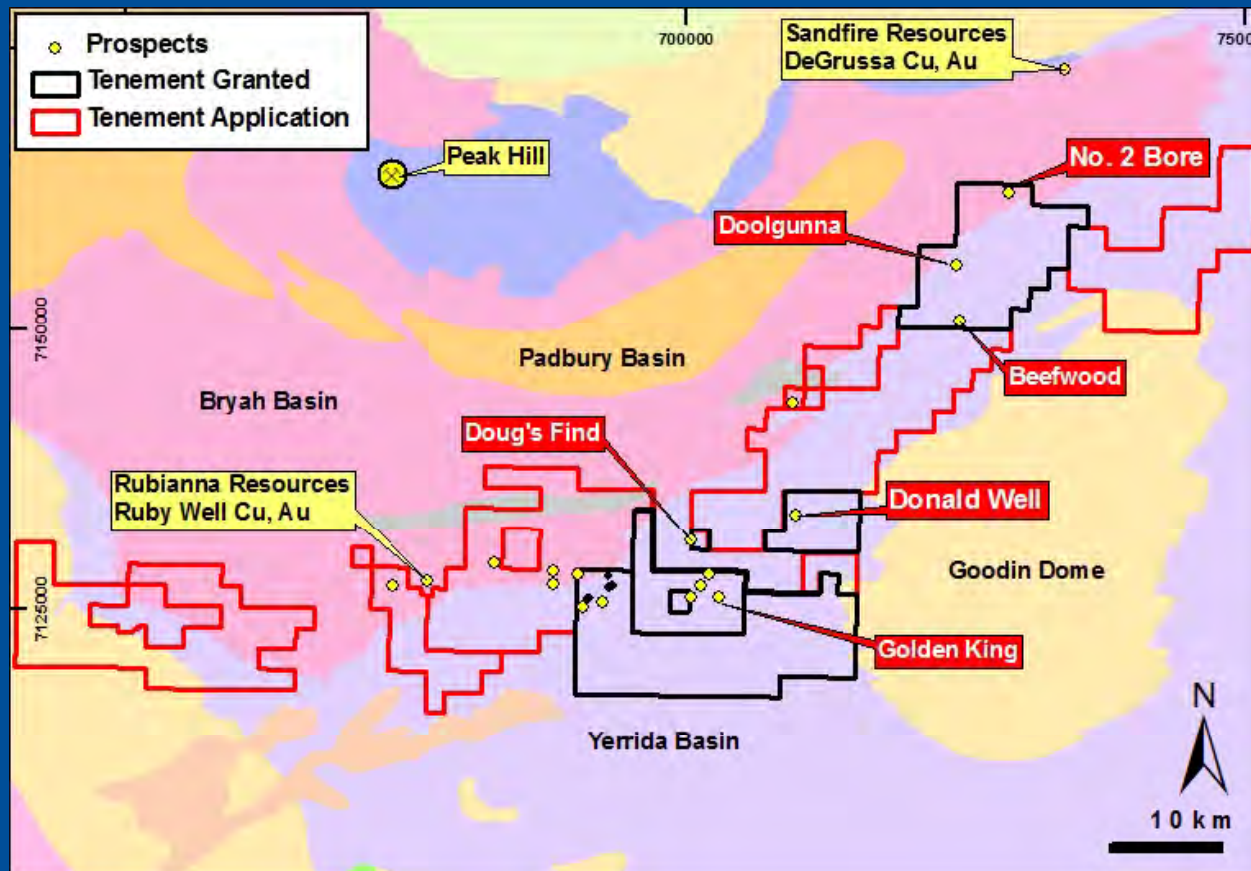 Prospects
Tenement Granted
Tenement Application
700000
7500
Sandfire Resources
DeGrussa Cu, Au
Peak Hill
No. 2 Bore
Doolgunna
7150000
Padbury Basin
Beefwood
Bryah Basin
Doug's Find
Rubianna Resources
Ruby Well Cu, Au
Donald Well
Goodin Dome
7125000
Golden King
Yerrida Basin
N
10 km